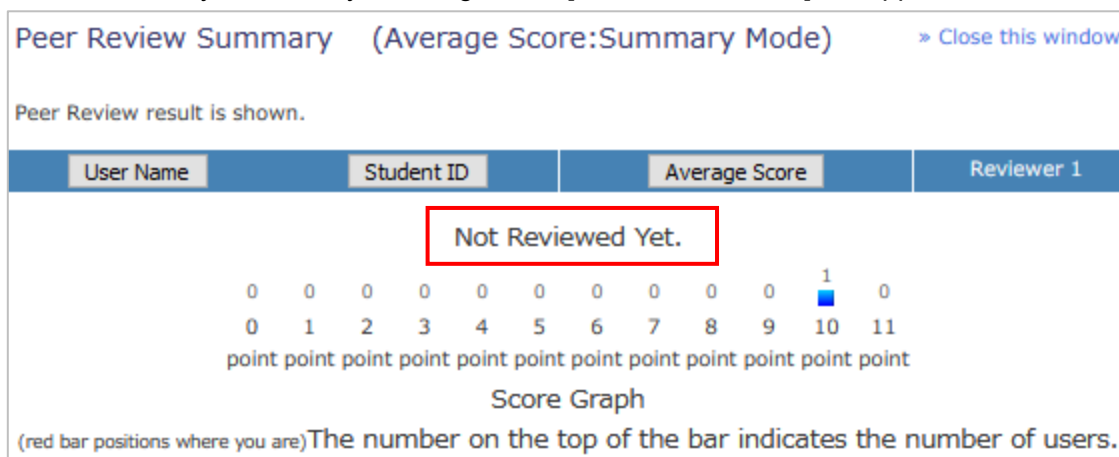 Peer Review Summary (Average Score:Summary Mode) » Close this window
Peer Review result is shown.
User Name Student ID Average Score Reviewer 1
Not Reviewed Yet.
0 0 0 0 0 0 0 0 0 0 1 0
0 1 2 3 4 5 6 7 8 9 10 11
point point point point point point point point point point point point
Score Graph
(red bar positions where you are)The number on the top of the bar indicates the number of users.